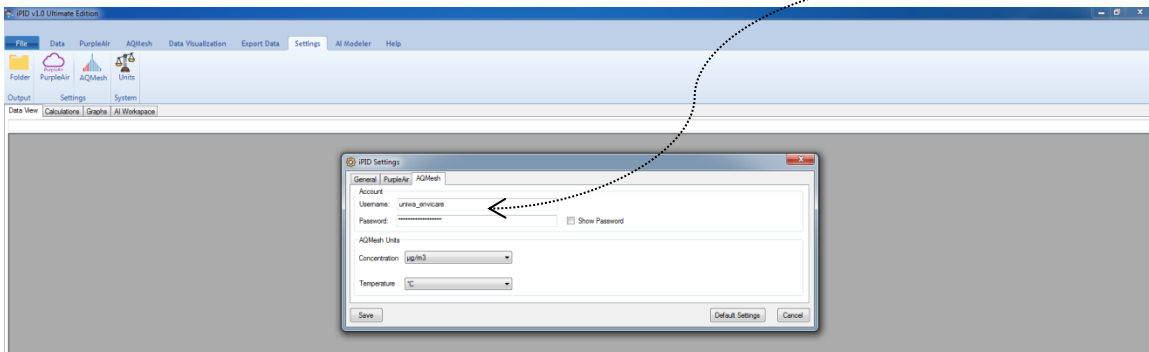 iPID v1.0 Ultimate Edition
File Data PurpleAir AQMesh Data Visualization Export Data Settings AI Modeler Help
PurpleAir
Folder PurpleAir AQMesh Units
Output Settings System
Data View Calculations Graphs AI Workspace
iPID Settings
General PurpleAir AQMesh
Account
Username: uniwa_envicare
Password: ****************** Show Password
AQMesh Units
Concentration μg/m3
Temperature °C
Save Default Settings Cancel